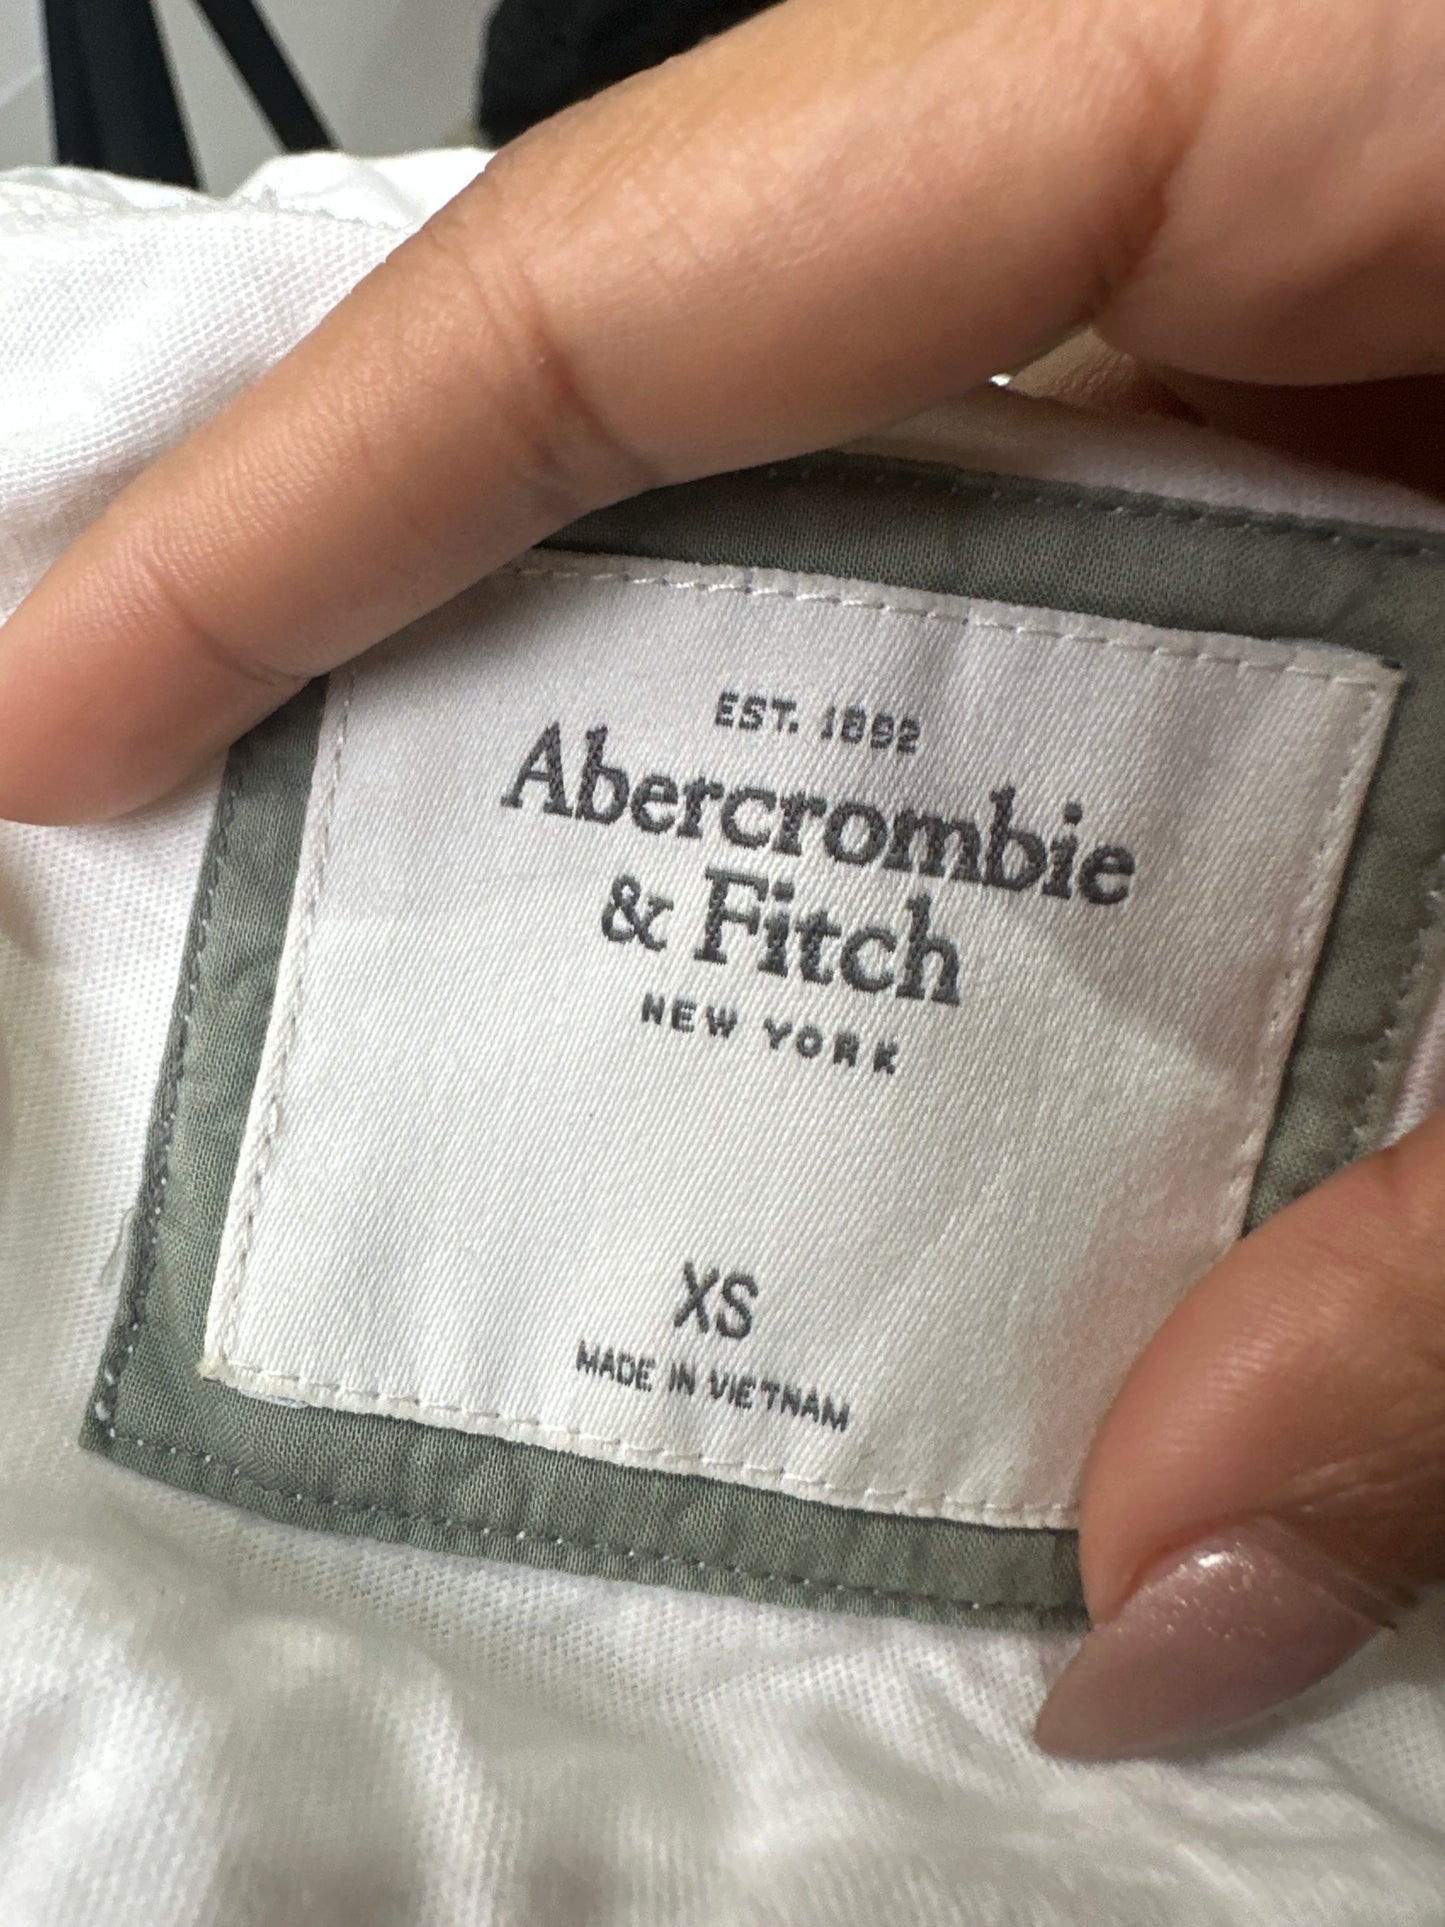 EST. 1892
Abercrombie
& Fitch
NEW YORK
XS
MADE IN VIETNAM